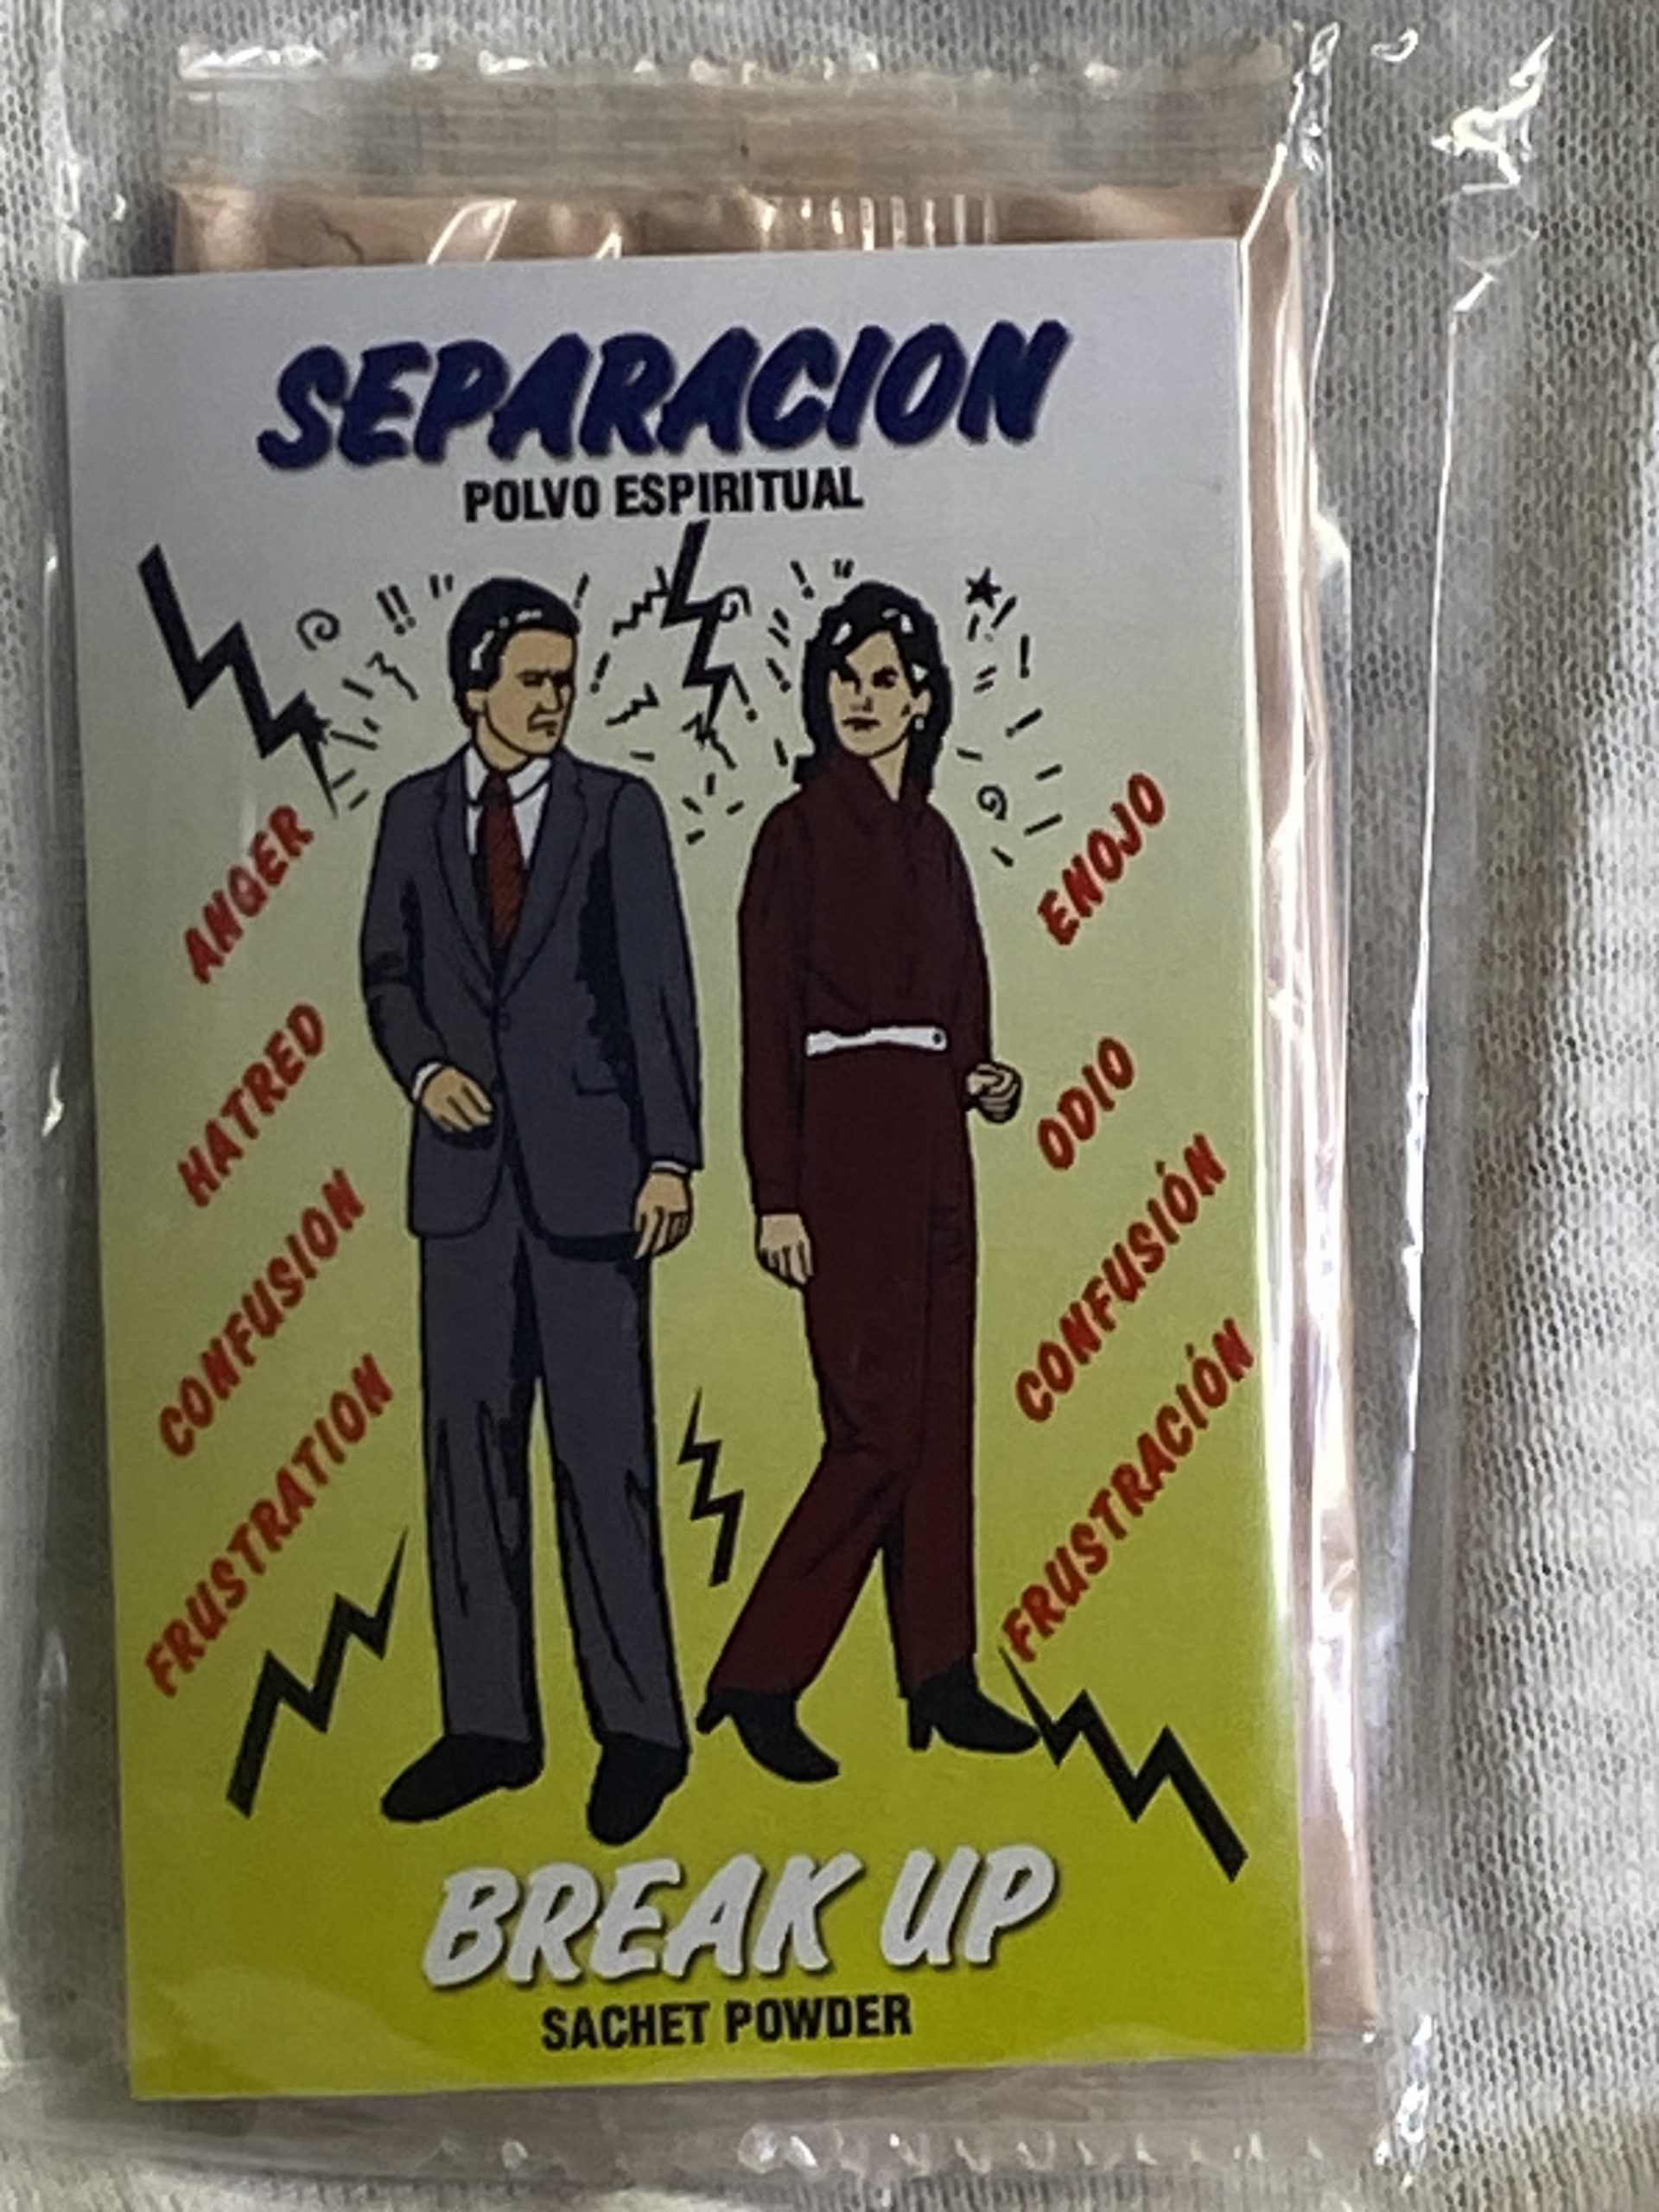 SEPARACION
POLVO ESPIRITUAL
ANGER
HATRED
CONFUSION
FRUSTRATION
ENOJO
ODIO
CONFUSIÓN
FRUSTRACIÓN
BREAK UP
SACHET POWDER